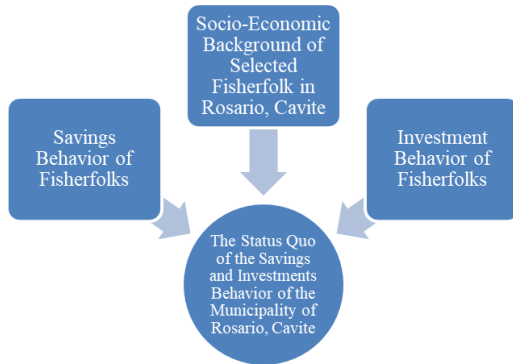 Socio-Economic
Background of
Selected
Fisherfolk in
Rosario, Cavite
Savings
Behavior of
Fisherfolks
Investment
Behavior of
Fisherfolks
The Status Quo
of the Savings
and Investments
Behavior of the
Municipality of
Rosario, Cavite